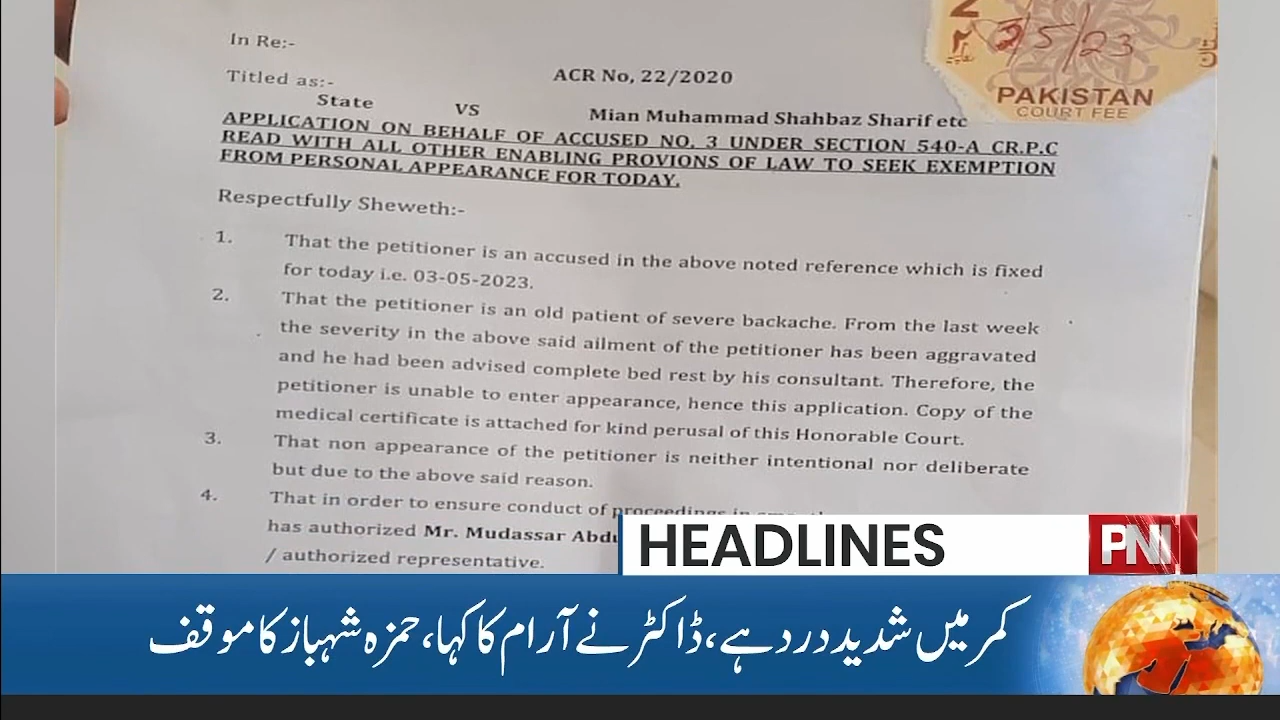 In Re:-
PAKISTAN
COURT FEE
Titled as:- ACR No, 22/2020
State VS Mian Muhammad Shahbaz Sharif etc
APPLICATION ON BEHALF OF ACCUSED NO. 3 UNDER SECTION 540-A CR.P.C
READ WITH ALL OTHER ENABLING PROVIONS OF LAW TO SEEK EXEMPTION
FROM PERSONAL APPEARANCE FOR TODAY.
Respectfully Sheweth:-
1. That the petitioner is an accused in the above noted reference which is fixed
for today i.e. 03-05-2023.
2. That the petitioner is an old patient of severe backache. From the last week
the severity in the above said ailment of the petitioner has been aggravated
and he had been advised complete bed rest by his consultant. Therefore, the
petitioner is unable to enter appearance, hence this application. Copy of the
medical certificate is attached for kind perusal of this Honorable Court.
3. That non appearance of the petitioner is neither intentional nor deliberate
but due to the above said reason.
4. That in order to ensure conduct of proceedings in
has authorized Mr. Mudassar
/ authorized representative.
HEADLINES PNI
کمر میں شدید درد ہے، ڈاکٹر نے آرام کا کہا، حمزہ شہباز کا موقف